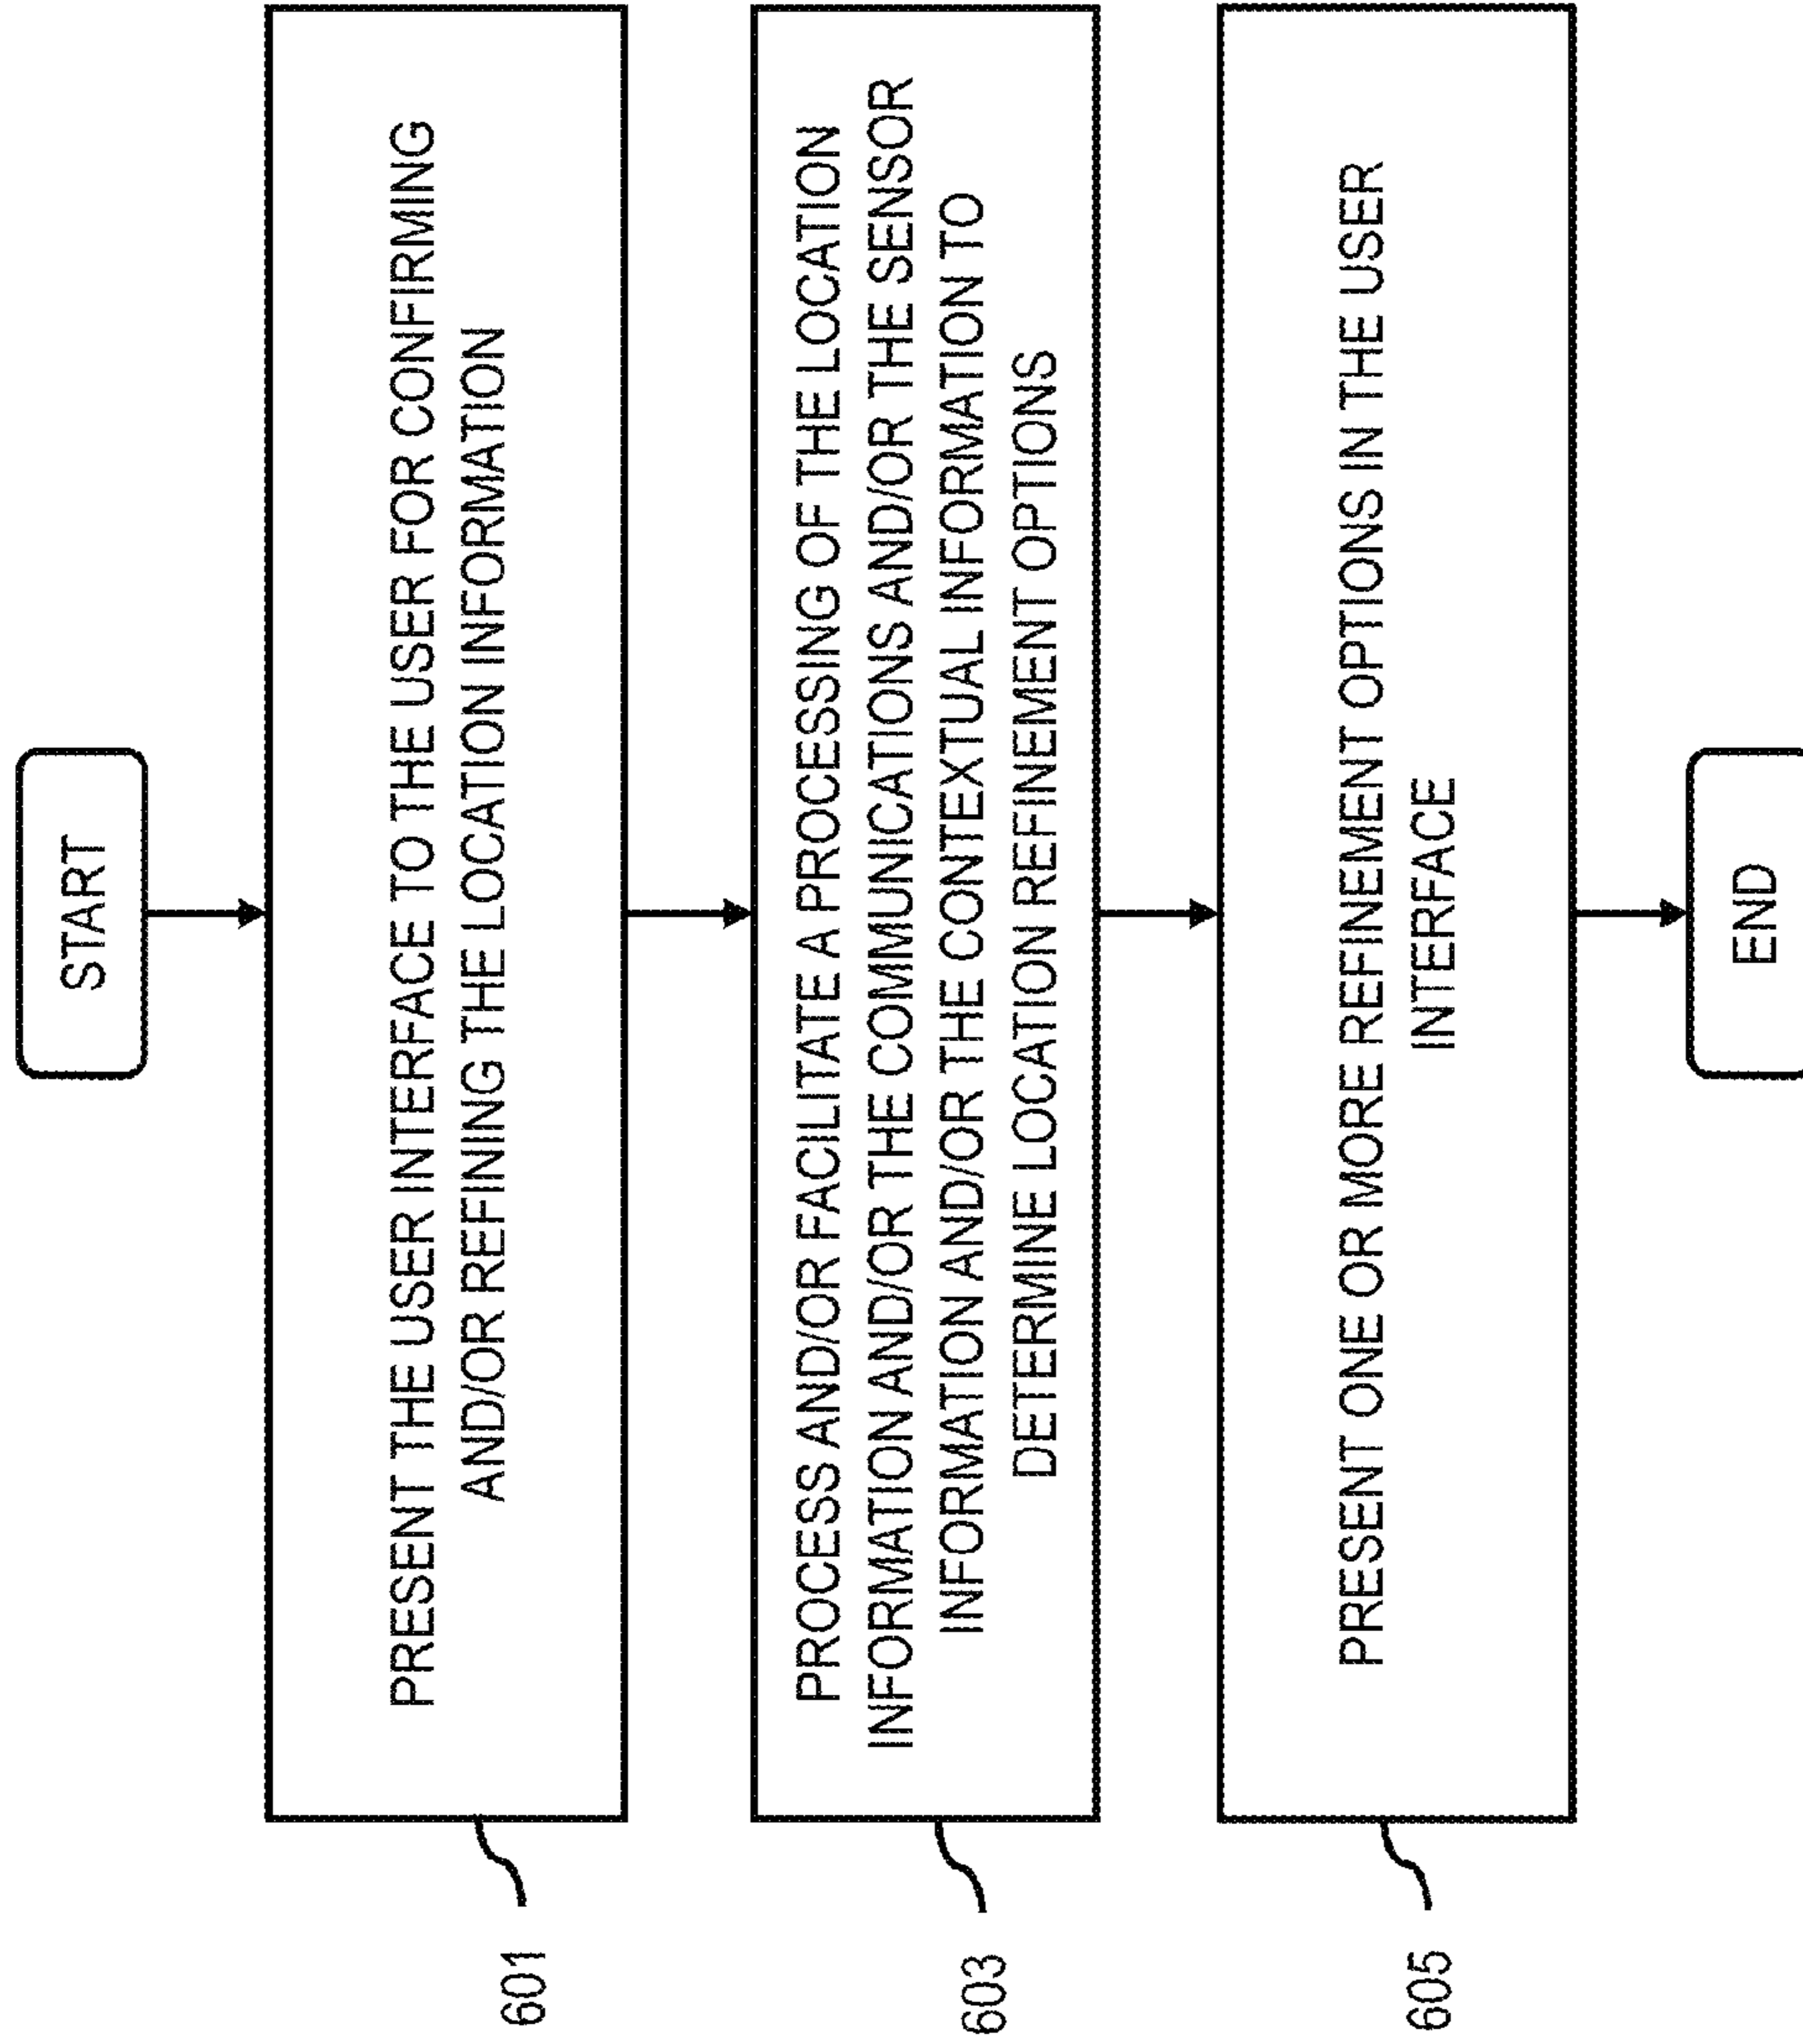 START
PRESENT THE USER INTERFACE TO THE USER FOR CONFIRMING
AND/OR REFINING THE LOCATION INFORMATION
601
PROCESS AND/OR FACILITATE A PROCESSING OF THE LOCATION
INFORMATION AND/OR THE COMMUNICATIONS AND/OR THE SENSOR
INFORMATION AND/OR THE CONTEXTUAL INFORMATION TO
DETERMINE LOCATION REFINEMENT OPTIONS
603
PRESENT ONE OR MORE REFINEMENT OPTIONS IN THE USER
INTERFACE
605
END